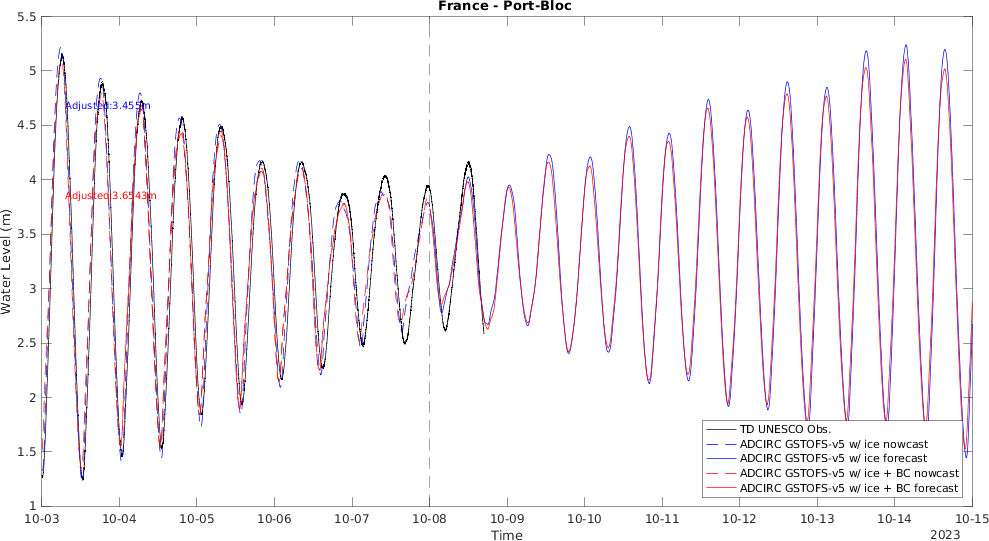 France - Port-Bloc
5.5
5
4.5
4
3.5
3
2.5
2
1.5
1
Water Level (m)
Adjusted:3.455m
Adjusted:3.6543m
TD UNESCO Obs.
ADCIRC GSTOFS-v5 w/ ice nowcast
ADCIRC GSTOFS-v5 w/ ice forecast
ADCIRC GSTOFS-v5 w/ ice + BC nowcast
ADCIRC GSTOFS-v5 w/ ice + BC forecast
10-03 10-04 10-05 10-06 10-07 10-08 10-09 10-10 10-11 10-12 10-13 10-14 10-15
Time
2023